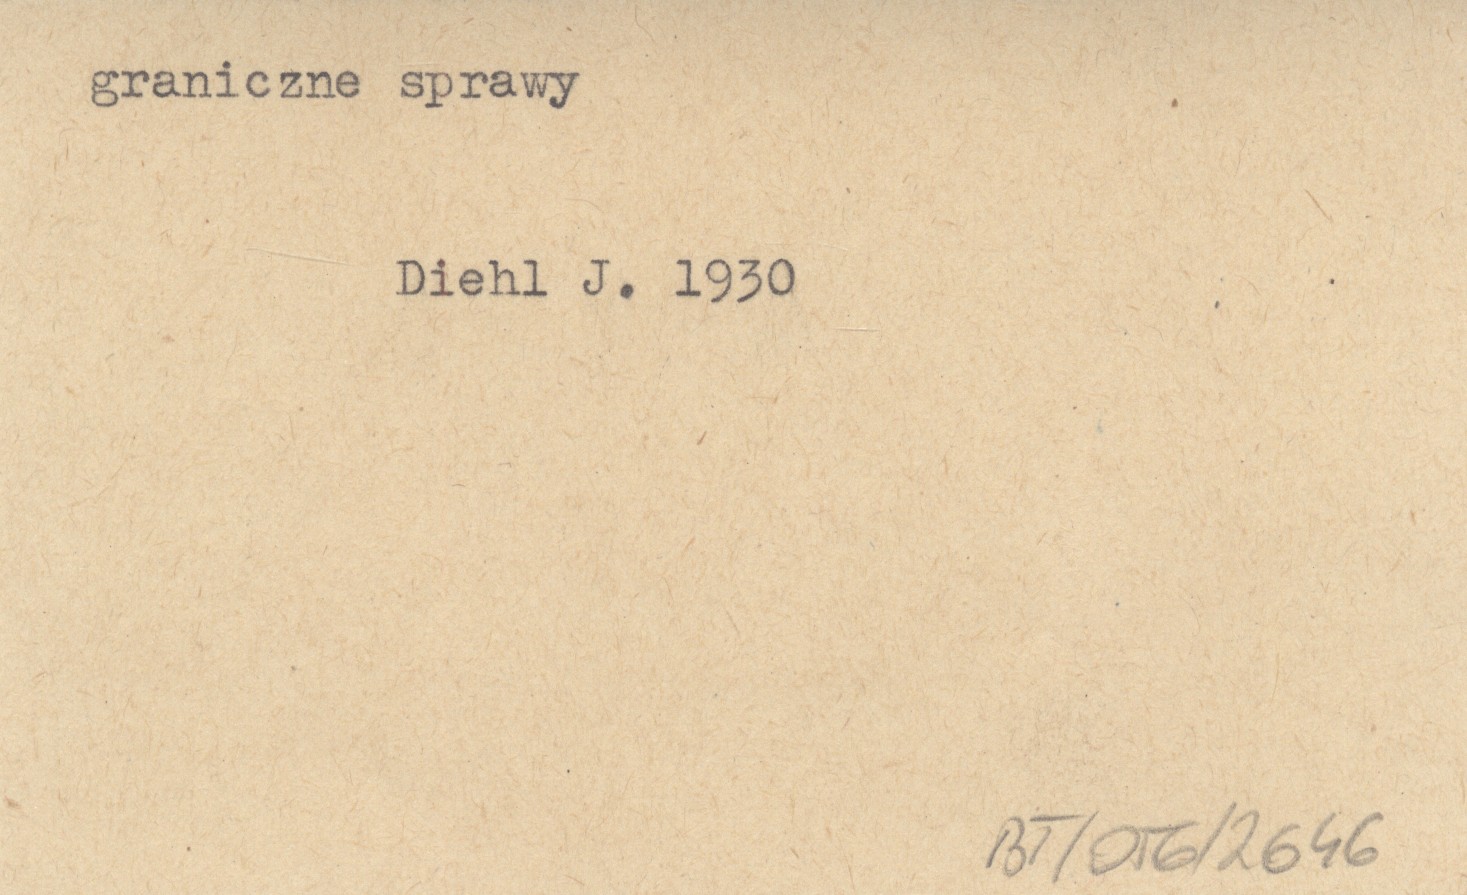 graniczne sprawy
Diehl J. 1930
BT/OTG/2646